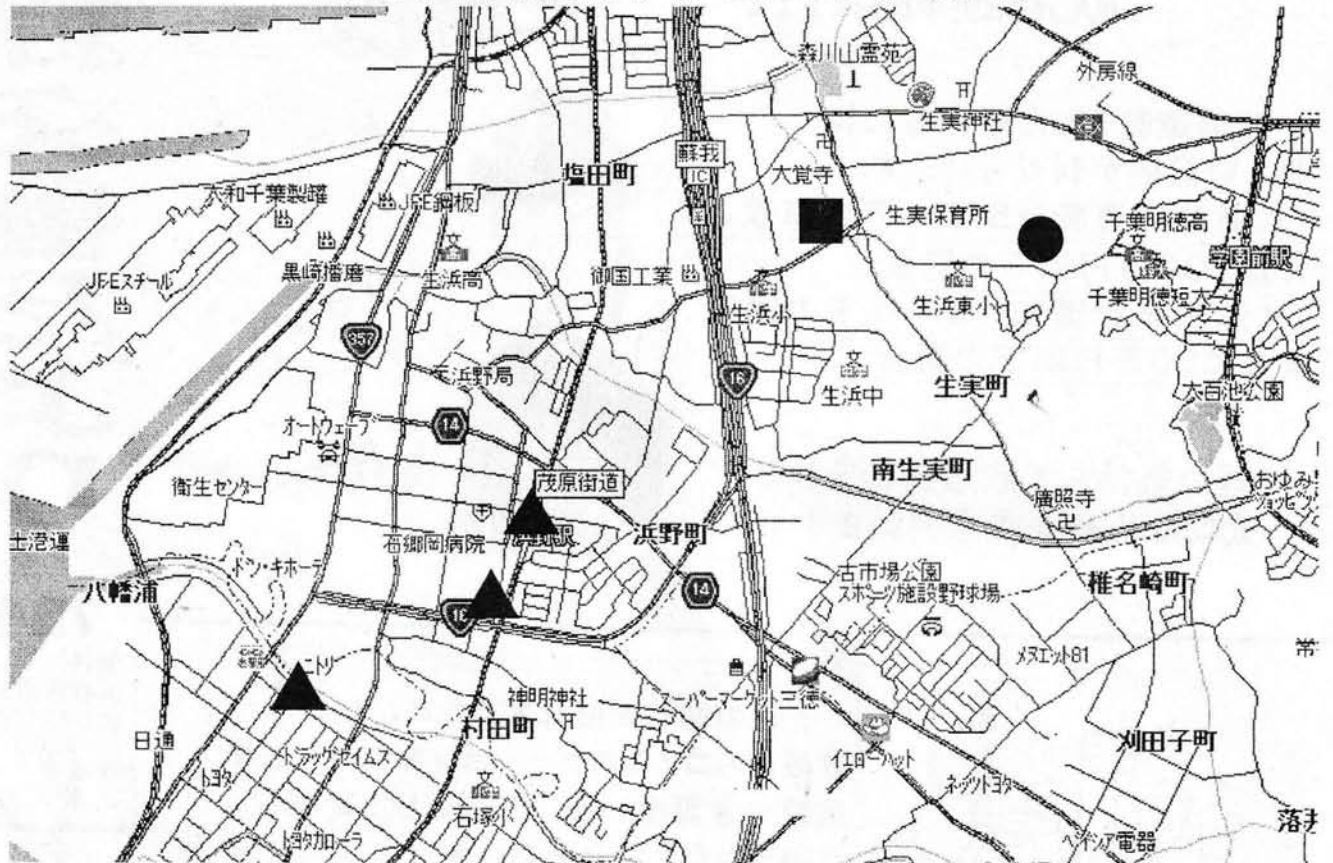 森川山霊苑
外房線
生実神社
蘇我
IC
塩田町
大覚寺
生実保育所
千葉明徳高
学園前駅
大和千葉製罐
JFE鋼板
黒崎播磨
生浜高
御国工業
生浜小
生浜東小
千葉明徳短大
JFEスチール
357
浜野局
16
生浜中
生実町
大百池公園
オートウェーブ
14
茂原街道
南生実町
衛生センター
廣照寺
おゆみ
ショッピン
石郷岡病院
浜野町
土港運
八幡浦
ドン・キホーテ
14
古市場公園
スポーツ施設野球場
椎名崎町
ニトリ
メヌエット81
常
神明神社
スーパーマーケット三徳
日通
村田町
刈田子町
トヨタ
ドラッグセイムス
イエローハット
ネッツトヨタ
石塚小
トヨタカローラ
ベイシア電器
落井